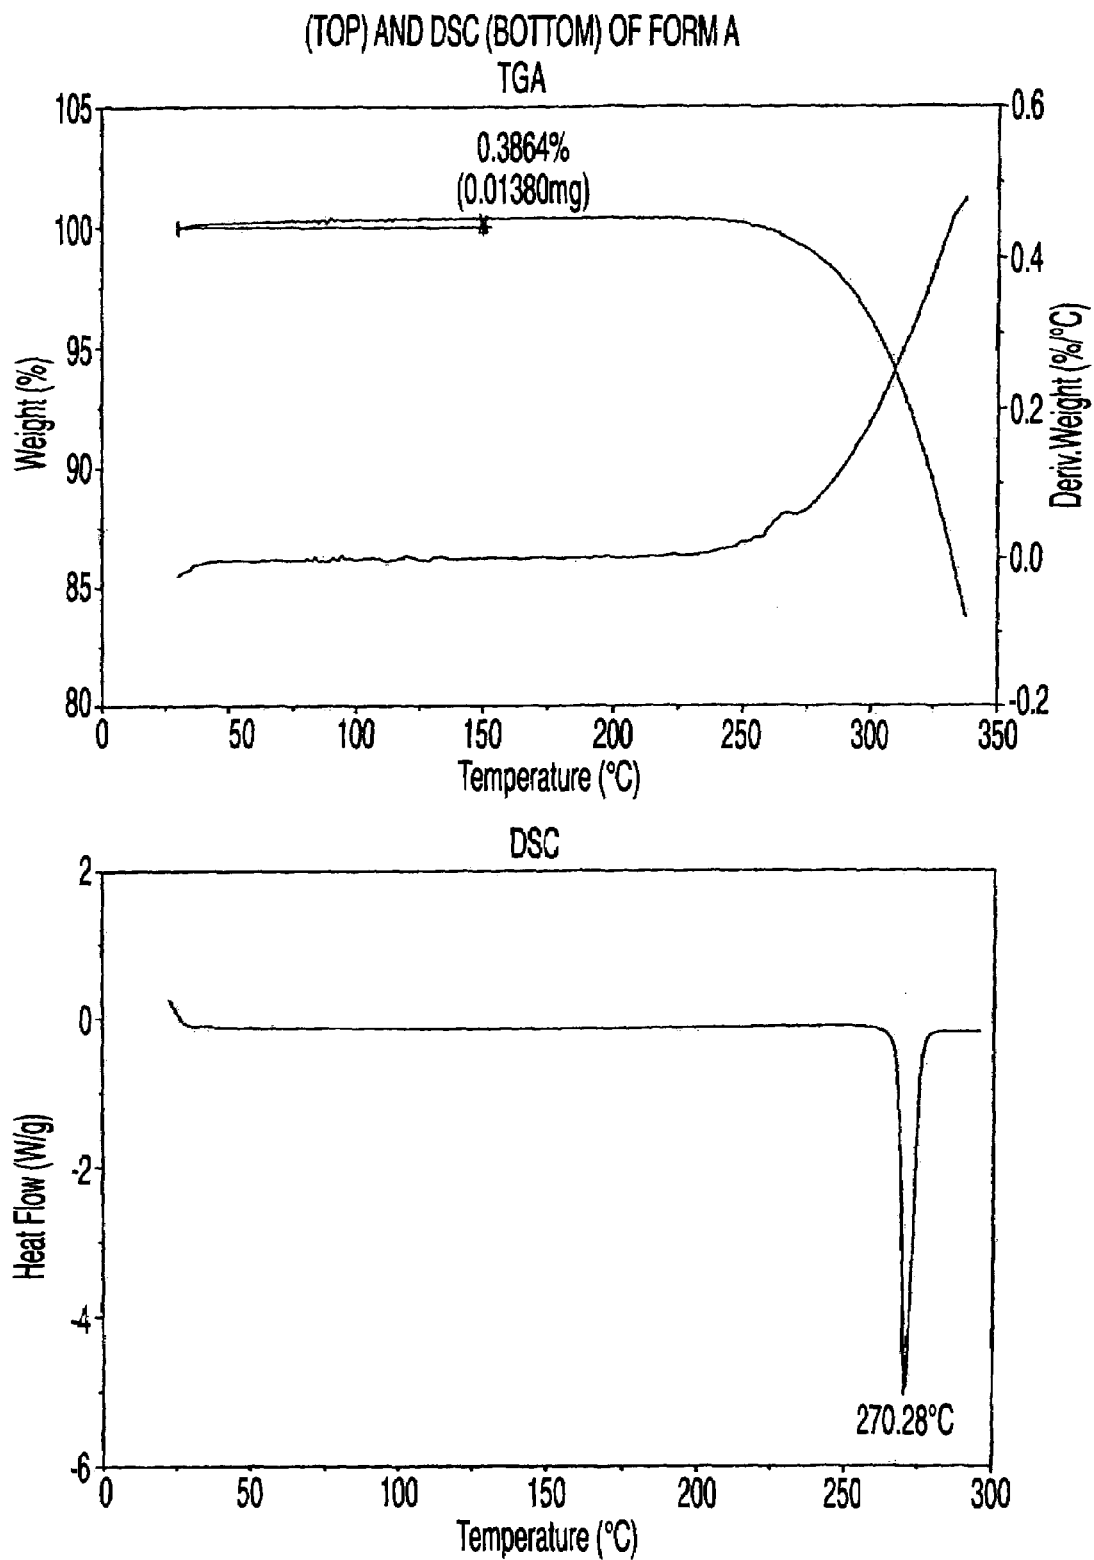 (TOP) AND DSC (BOTTOM) OF FORM A
TGA
105
100
95
90
85
80
Weight (%)
0.3864%
(0.01380mg)
0.6
0.4
0.2
0.0
-0.2
Deriv.Weight (%/°C)
0 50 100 150 200 250 300 350
Temperature (°C)
DSC
2
0
-2
-4
-6
Heat Flow (W/g)
270.28°C
0 50 100 150 200 250 300
Temperature (°C)